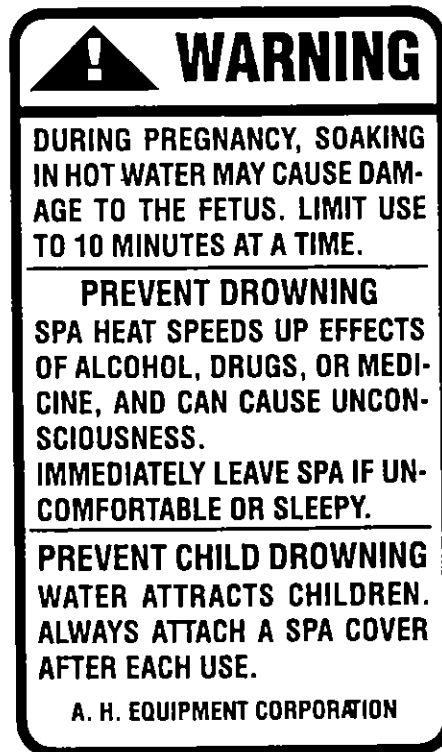 WARNING
DURING PREGNANCY, SOAKING
IN HOT WATER MAY CAUSE DAM-
AGE TO THE FETUS. LIMIT USE
TO 10 MINUTES AT A TIME.
PREVENT DROWNING
SPA HEAT SPEEDS UP EFFECTS
OF ALCOHOL, DRUGS, OR MEDI-
CINE, AND CAN CAUSE UNCON-
SCIOUSNESS.
IMMEDIATELY LEAVE SPA IF UN-
COMFORTABLE OR SLEEPY.
PREVENT CHILD DROWNING
WATER ATTRACTS CHILDREN.
ALWAYS ATTACH A SPA COVER
AFTER EACH USE.
A. H. EQUIPMENT CORPORATION